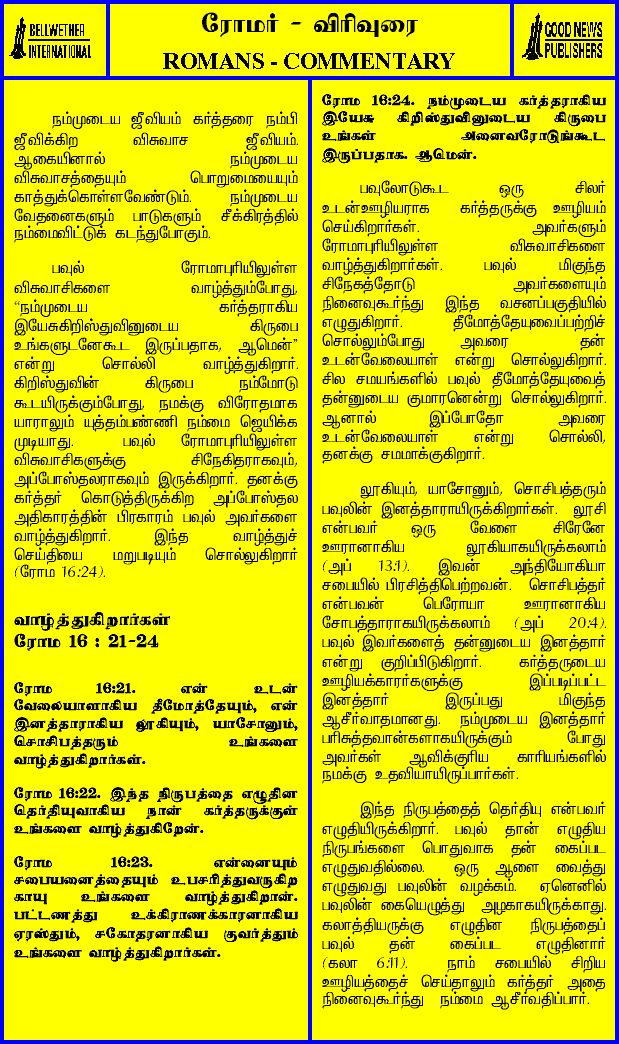 BELLWETHER
INTERNATIONAL
ரோமர் - விரிவுரை
ROMANS - COMMENTARY
GOOD NEWS
PUBLISHERS
நம்முடைய ஜீவியம் கர்த்தரை நம்பி
ஜீவிக்கிற விசுவாச ஜீவியம்.
ஆகையினால் நம்முடைய
விசுவாசத்தையும் பொறுமையையும்
காத்துக்கொள்ளவேண்டும். நம்முடைய
வேதனைகளும் பாடுகளும் சீக்கிரத்தில்
நம்மைவிட்டுக் கடந்துபோகும்.
பவுல் ரோமாபுரியிலுள்ள
விசுவாசிகளை வாழ்த்தும்போது,
“நம்முடைய கர்த்தராகிய
இயேசுகிறிஸ்துவினுடைய கிருபை
உங்களுடனேகூட இருப்பதாக, ஆமென்”
என்று சொல்லி வாழ்த்துகிறார்.
கிறிஸ்துவின் கிருபை நம்மோடு
கூடயிருக்கும்போது, நமக்கு விரோதமாக
யாராலும் யுத்தம்பண்ணி நம்மை ஜெயிக்க
முடியாது. பவுல் ரோமாபுரியிலுள்ள
விசுவாசிகளுக்கு சிநேகிதராகவும்,
அப்போஸ்தலராகவும் இருக்கிறார். தனக்கு
கர்த்தர் கொடுத்திருக்கிற அப்போஸ்தல
அதிகாரத்தின் பிரகாரம் பவுல் அவர்களை
வாழ்த்துகிறார். இந்த வாழ்த்துச்
செய்தியை மறுபடியும் சொல்லுகிறார்
(ரோம 16:24).
வாழ்த்துகிறார்கள்
ரோம 16 : 21-24
ரோம 16:21. என் உடன்
வேலையாளாகிய தீமோத்தேயும், என்
இனத்தாராகிய லூகியும், யாசோனும்,
சொசிபத்தரும் உங்களை
வாழ்த்துகிறார்கள்.
ரோம 16:22. இந்த நிருபத்தை எழுதின
தெர்தியுவாகிய நான் கர்த்தருக்குள்
உங்களை வாழ்த்துகிறேன்.
ரோம 16:23. என்னையும்
சபையனைத்தையும் உபசரித்துவருகிற
காயு உங்களை வாழ்த்துகிறான்.
பட்டணத்து உக்கிராணக்காரனாகிய
ஏரஸ்தும், சகோதரனாகிய குவர்த்தும்
உங்களை வாழ்த்துகிறார்கள்.
ரோம 16:24. நம்முடைய கர்த்தராகிய
இயேசு கிறிஸ்துவினுடைய கிருபை
உங்கள் அனைவரோடுங்கூட
இருப்பதாக. ஆமென்.
பவுலோடுகூட ஒரு சிலர்
உடன்ஊழியராக கர்த்தருக்கு ஊழியம்
செய்கிறார்கள். அவர்களும்
ரோமாபுரியிலுள்ள விசுவாசிகளை
வாழ்த்துகிறார்கள். பவுல் மிகுந்த
சிநேகத்தோடு அவர்களையும்
நினைவுகூர்ந்து இந்த வசனப்பகுதியில்
எழுதுகிறார். தீமோத்தேயுவைப்பற்றிச்
சொல்லும்போது அவரை தன்
உடன்வேலையாள் என்று சொல்லுகிறார்.
சில சமயங்களில் பவுல் தீமோத்தேயுவைத்
தன்னுடைய குமாரனென்று சொல்லுகிறார்.
ஆனால் இப்போதோ அவரை
உடன்வேலையாள் என்று சொல்லி,
தனக்கு சமமாக்குகிறார்.
லூகியும், யாசோனும், சொசிபத்தரும்
பவுலின் இனத்தாராயிருக்கிறார்கள். லூசி
என்பவர் ஒரு வேளை சிரேனே
ஊரானாகிய லூகியாகயிருக்கலாம்
(அப் 13:1). இவன் அந்தியோகியா
சபையில் பிரசித்திபெற்றவன். சொசிபத்தர்
என்பவன் பெரோயா ஊரானாகிய
சோபத்தாராகயிருக்கலாம் (அப் 20:4).
பவுல் இவர்களைத் தன்னுடைய இனத்தார்
என்று குறிப்பிடுகிறார். கர்த்தருடைய
ஊழியக்காரர்களுக்கு இப்படிப்பட்ட
இனத்தார் இருப்பது மிகுந்த
ஆசீர்வாதமானது. நம்முடைய இனத்தார்
பரிசுத்தவான்களாகயிருக்கும் போது
அவர்கள் ஆவிக்குரிய காரியங்களில்
நமக்கு உதவியாயிருப்பார்கள்.
இந்த நிருபத்தைத் தெர்தியு என்பவர்
எழுதியிருக்கிறார். பவுல் தான் எழுதிய
நிருபங்களை பொதுவாக தன் கைப்பட
எழுதுவதில்லை. ஒரு ஆளை வைத்து
எழுதுவது பவுலின் வழக்கம். ஏனெனில்
பவுலின் கையெழுத்து அழகாகயிருக்காது.
கலாத்தியருக்கு எழுதின நிருபத்தைப்
பவுல் தன் கைப்பட எழுதினார்
(கலா 6:11). நாம் சபையில் சிறிய
ஊழியத்தைச் செய்தாலும் கர்த்தர் அதை
நினைவுகூர்ந்து நம்மை ஆசீர்வதிப்பார்.